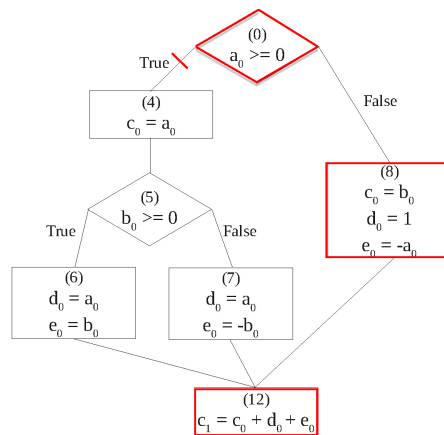 (0)
a₀ >= 0
True
False
(4)
c₀ = a₀
(5)
b₀ >= 0
True
False
(8)
c₀ = b₀
d₀ = 1
e₀ = -a₀
(6)
d₀ = a₀
e₀ = b₀
(7)
d₀ = a₀
e₀ = -b₀
(12)
c₁ = c₀ + d₀ + e₀